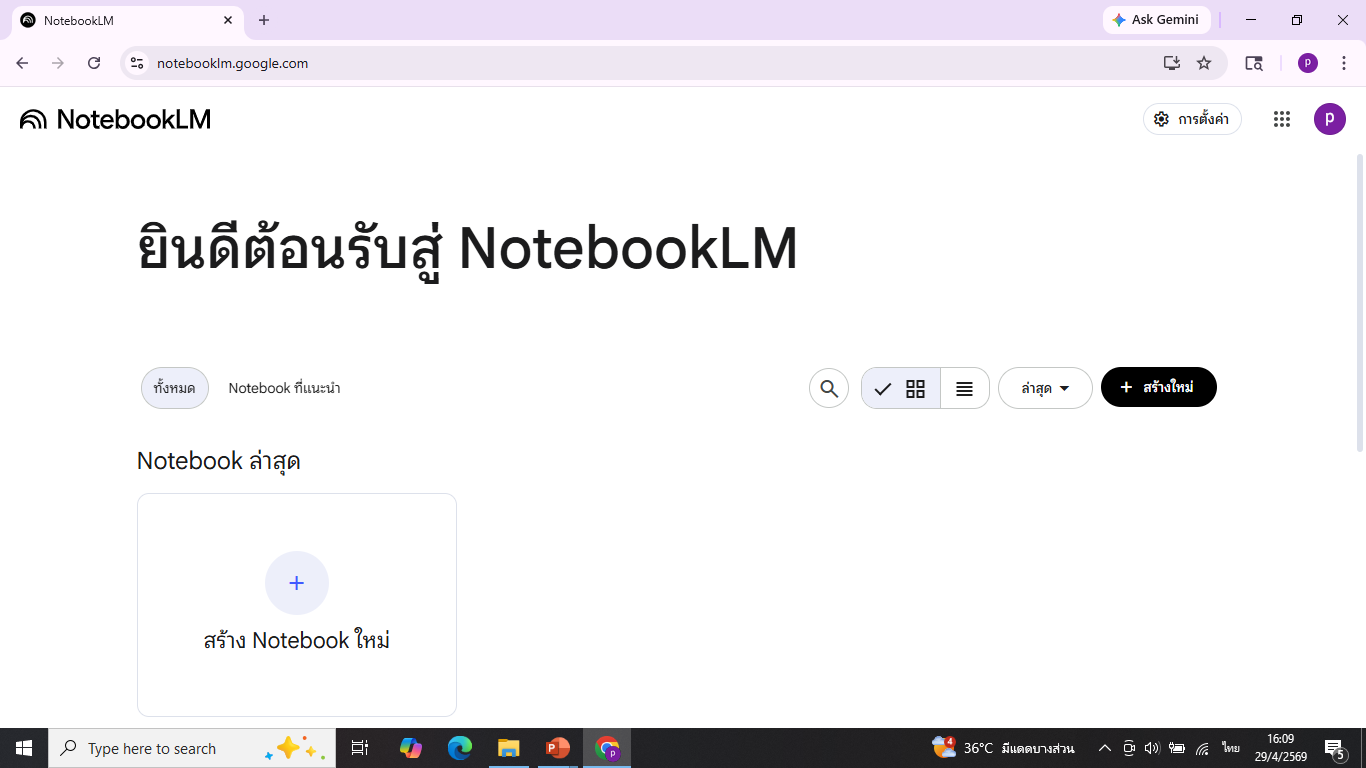 NotebookLM
Ask Gemini
notebooklm.google.com
p
NotebookLM
การตั้งค่า
p
ยินดีต้อนรับสู่ NotebookLM
ทั้งหมด
Notebook ที่แนะนำ
ล่าสุด
+ สร้างใหม่
Notebook ล่าสุด
+
สร้าง Notebook ใหม่
Type here to search
P
p
4
36°C มีแดดบางส่วน
ไทย
16:09
29/4/2569
5